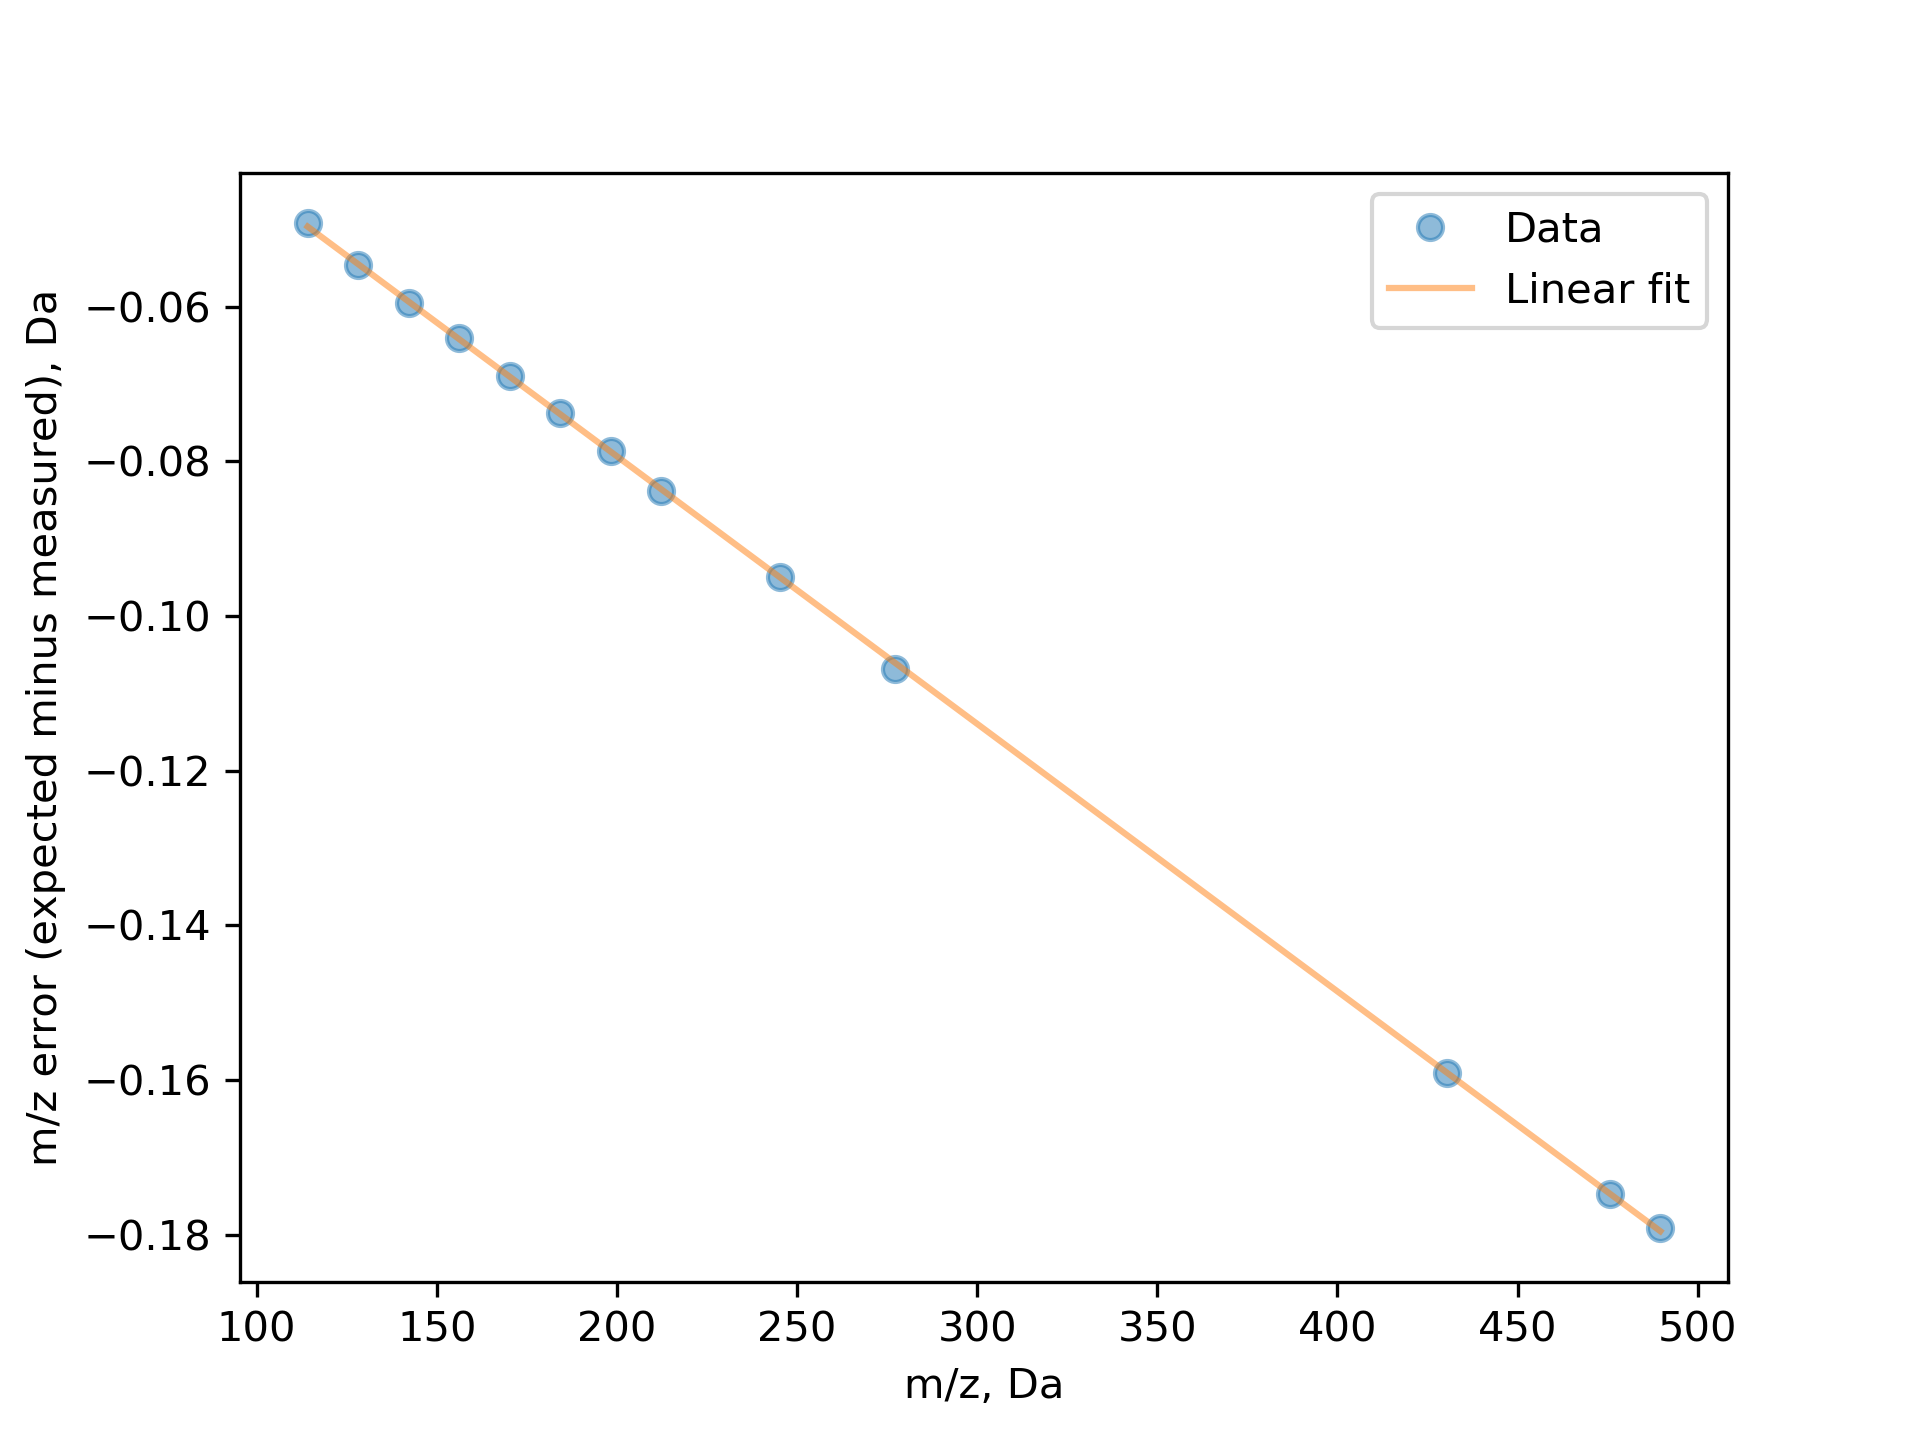 Data
Linear fit
m/z error (expected minus measured), Da
−0.06
−0.08
−0.10
−0.12
−0.14
−0.16
−0.18
100 150 200 250 300 350 400 450 500
m/z, Da